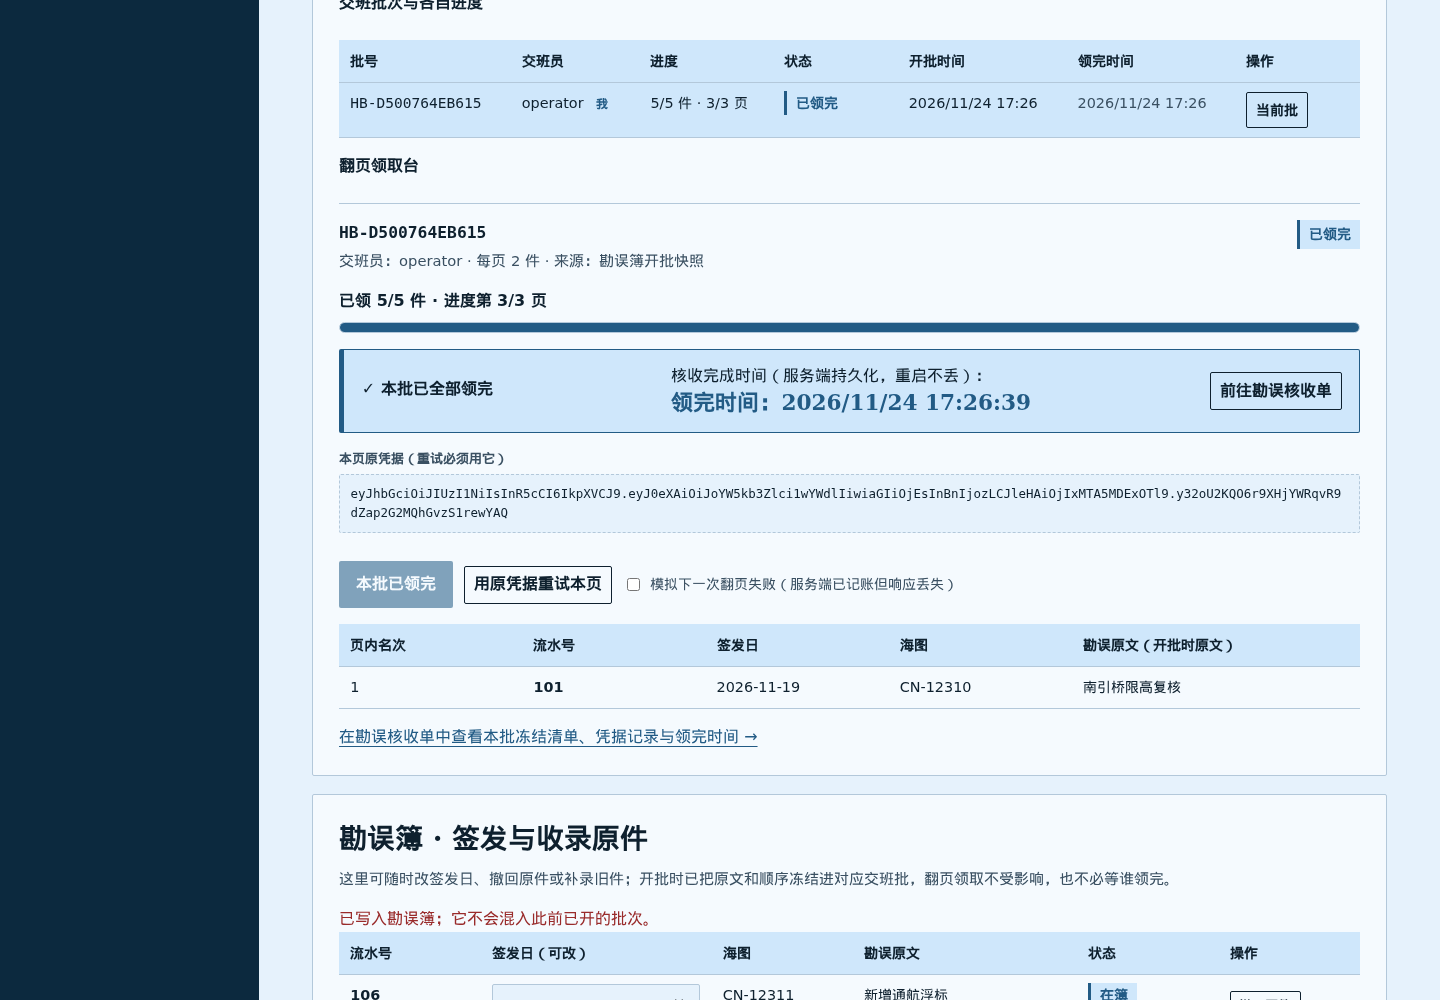 交班批次与各自进度
批号 交班员 进度 状态 开批时间 领完时间 操作
HB-D500764EB615 operator 我 5/5 件 · 3/3 页 已领完 2026/11/24 17:26 2026/11/24 17:26 当前批
翻页领取台
HB-D500764EB615 已领完
交班员：operator · 每页 2 件 · 来源：勘误簿开批快照
已领 5/5 件 · 进度第 3/3 页
✓ 本批已全部领完
核收完成时间（服务端持久化，重启不丢）：
领完时间：2026/11/24 17:26:39
前往勘误核收单
本页原凭据（重试必须用它）
eyJhbGciOiJIUzI1NiIsInR5cCI6IkpXVCJ9.eyJ0eXAiOiJoYW5kb3Zlci1wYWdlIiwiaGIiOjEsInBnIjozLCJleHAiOjIxMTA5MDExOTl9.y32oU2KQO6r9XHjYWRqvR9
dZap2G2MQhGvzS1rewYAQ
本批已领完 用原凭据重试本页 模拟下一次翻页失败（服务端已记账但响应丢失）
页内名次 流水号 签发日 海图 勘误原文（开批时原文）
1 101 2026-11-19 CN-12310 南引桥限高复核
在勘误核收单中查看本批冻结清单、凭据记录与领完时间 →
勘误簿 · 签发与收录原件
这里可随时改签发日、撤回原件或补录旧件；开批时已把原文和顺序冻结进对应交班批，翻页领取不受影响，也不必等谁领完。
已写入勘误簿；它不会混入此前已开的批次。
流水号 签发日（可改） 海图 勘误原文 状态 操作
106 CN-12311 新增通航浮标 在簿